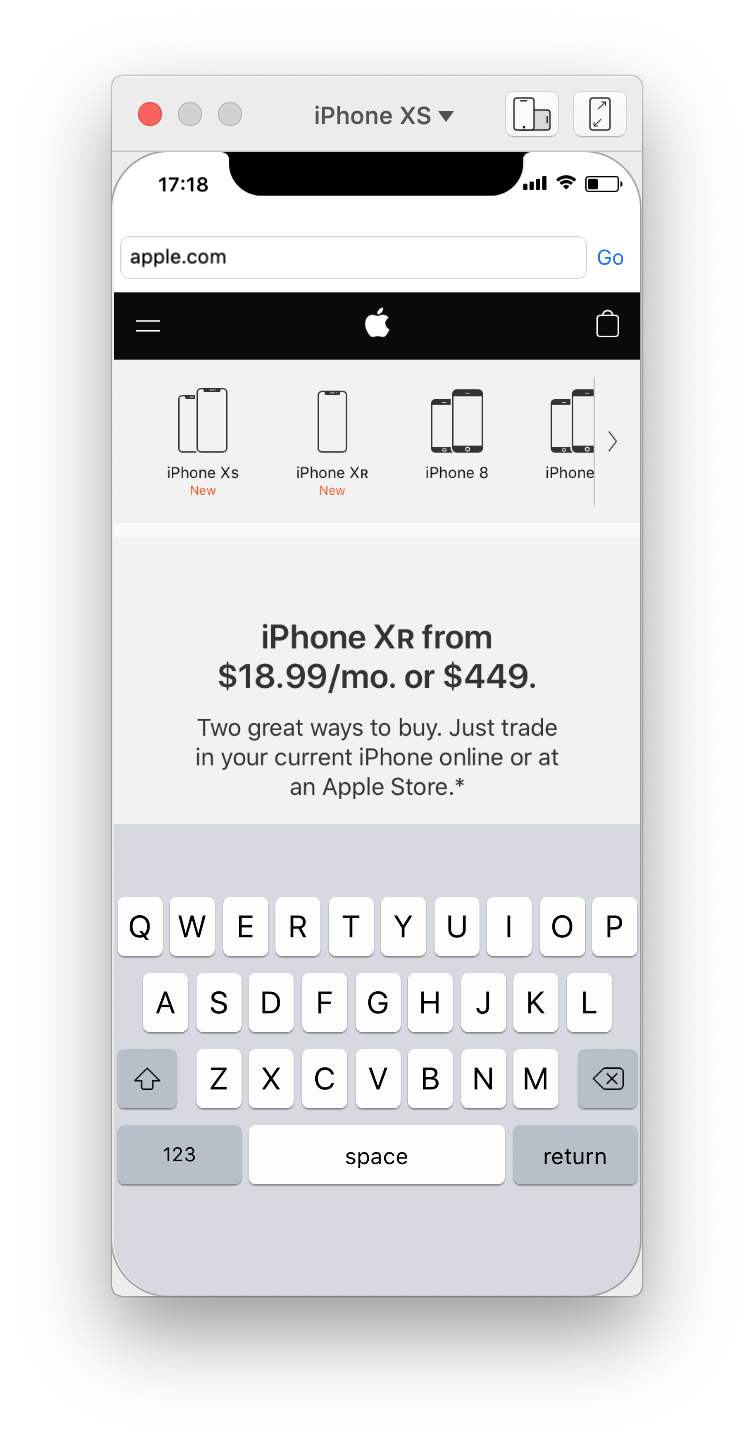 iPhone XS
17:18
apple.com Go
iPhone Xs iPhone XR iPhone 8 iPhone
New New
iPhone XR from
$18.99/mo. or $449.
Two great ways to buy. Just trade
in your current iPhone online or at
an Apple Store.*
Q W E R T Y U I O P
A S D F G H J K L
Z X C V B N M
123 space return